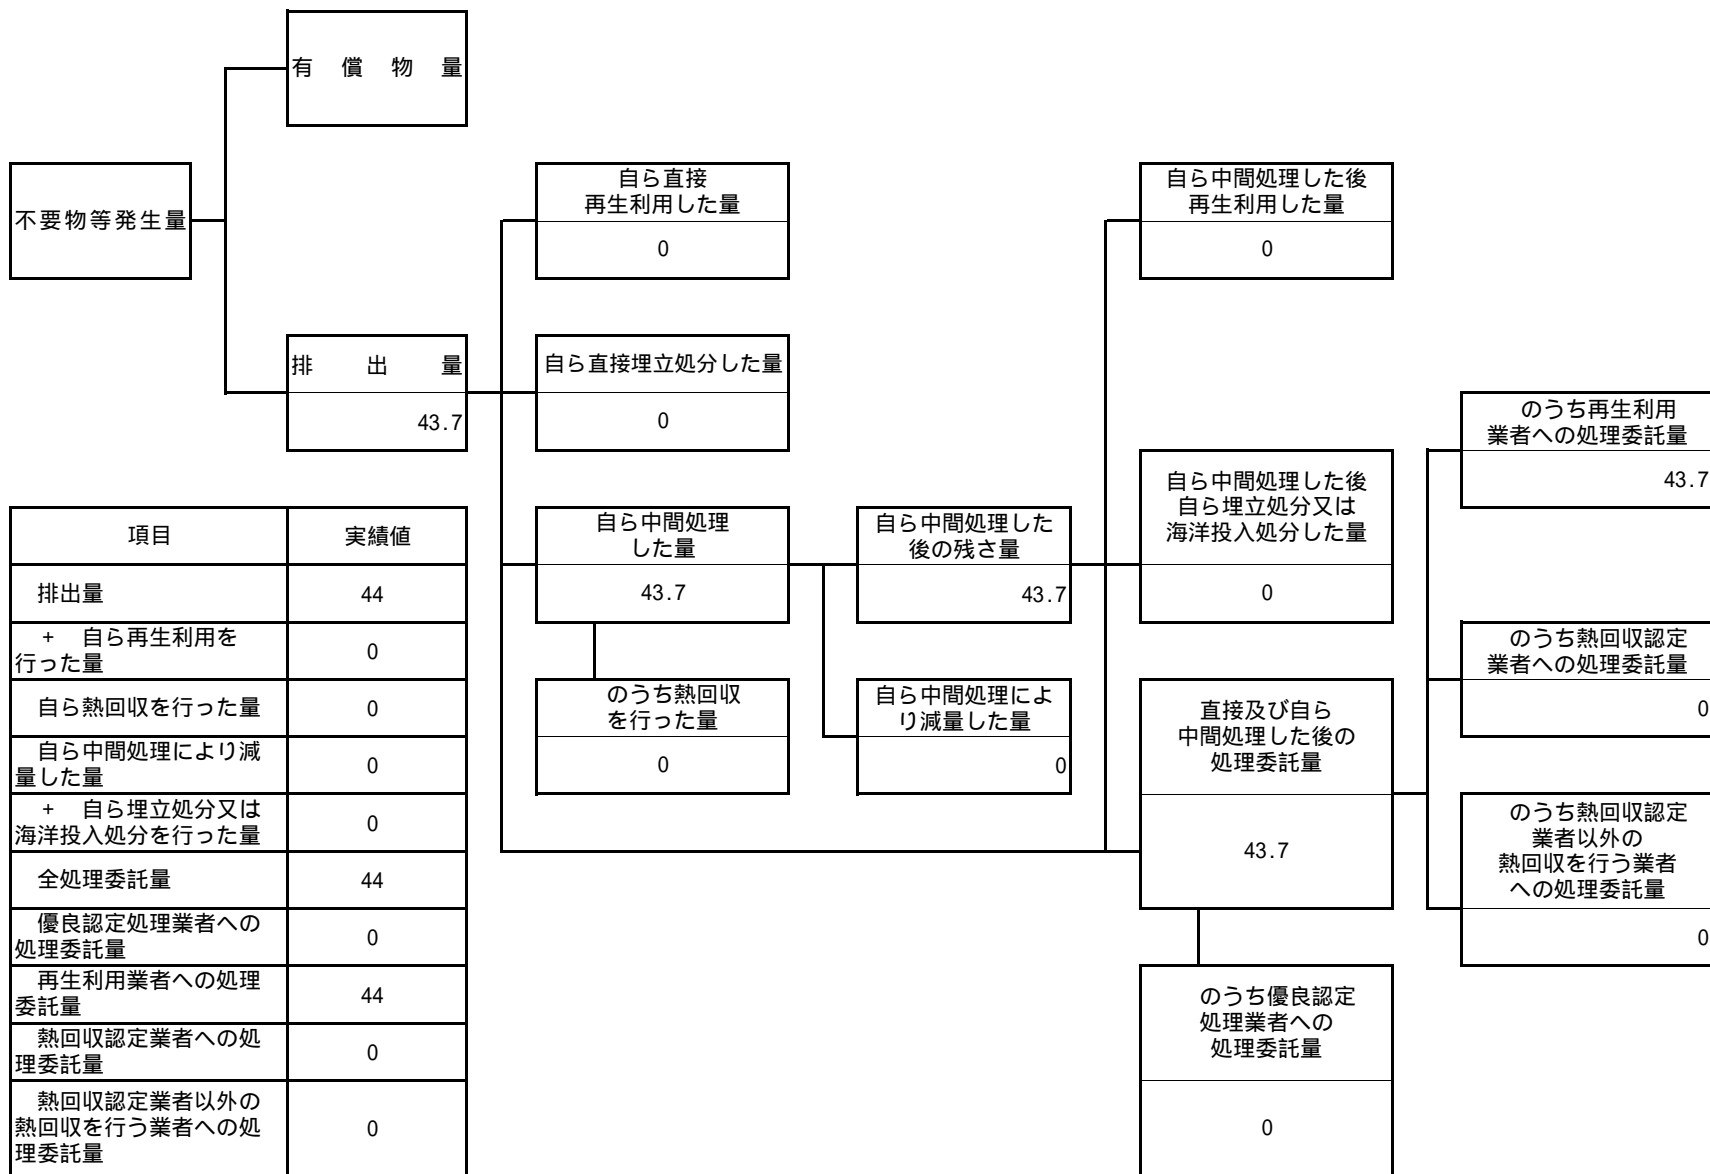 有償物量
不要物等発生量
自ら直接
再生利用した量
0
自ら中間処理した後
再生利用した量
0
排出量
43.7
自ら直接埋立処分した量
0
のうち再生利用
業者への処理委託量
43.7
自ら中間処理
した量
43.7
自ら中間処理した
後の残さ量
43.7
自ら中間処理した後
自ら埋立処分又は
海洋投入処分した量
0
のうち熱回収認定
業者への処理委託量
0
のうち熱回収
を行った量
0
自ら中間処理によ
り減量した量
0
直接及び自ら
中間処理した後の
処理委託量
43.7
のうち熱回収認定
業者以外の
熱回収を行う業者
への処理委託量
0
のうち優良認定
処理業者への
処理委託量
0
項目 実績値
排出量 44
+ 自ら再生利用を
行った量 0
自ら熱回収を行った量 0
自ら中間処理により減
量した量 0
+ 自ら埋立処分又は
海洋投入処分を行った量 0
全処理委託量 44
優良認定処理業者への
処理委託量 0
再生利用業者への処理
委託量 44
熱回収認定業者への処
理委託量 0
熱回収認定業者以外の
熱回収を行う業者への処
理委託量 0